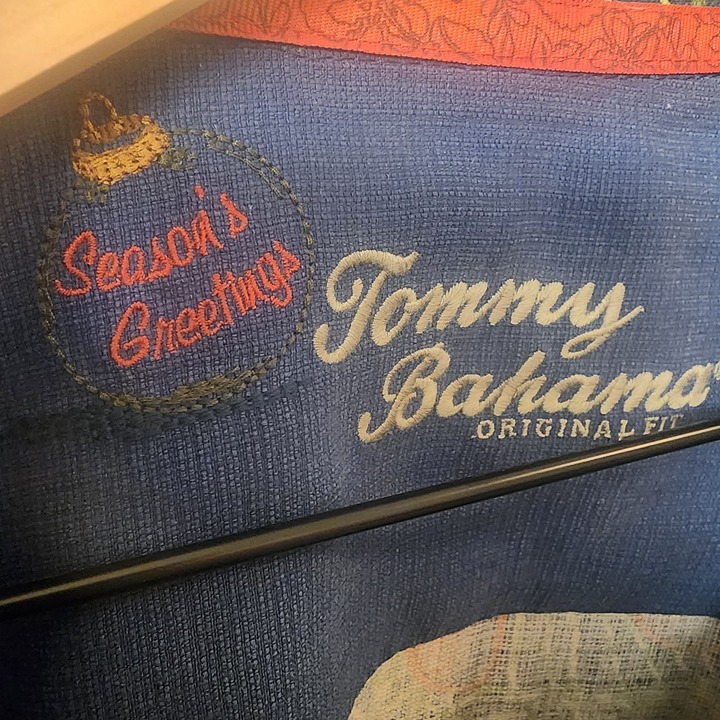 Season's
Greetings
Tommy
Bahama
ORIGINAL FIT